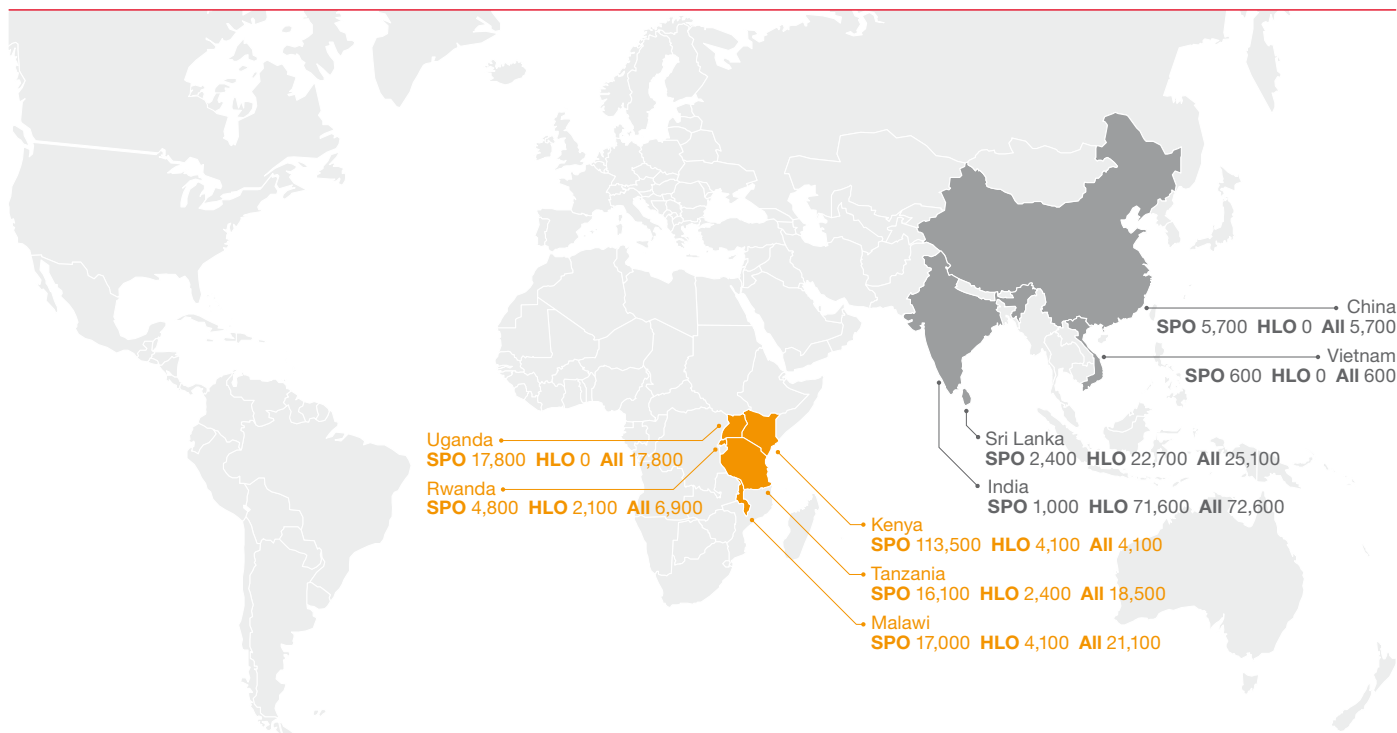 China
SPO 5,700 HLO 0 All 5,700
Vietnam
SPO 600 HLO 0 All 600
Sri Lanka
SPO 2,400 HLO 22,700 All 25,100
India
SPO 1,000 HLO 71,600 All 72,600
Uganda
SPO 17,800 HLO 0 All 17,800
Rwanda
SPO 4,800 HLO 2,100 All 6,900
Kenya
SPO 113,500 HLO 4,100 All 4,100
Tanzania
SPO 16,100 HLO 2,400 All 18,500
Malawi
SPO 17,000 HLO 4,100 All 21,100